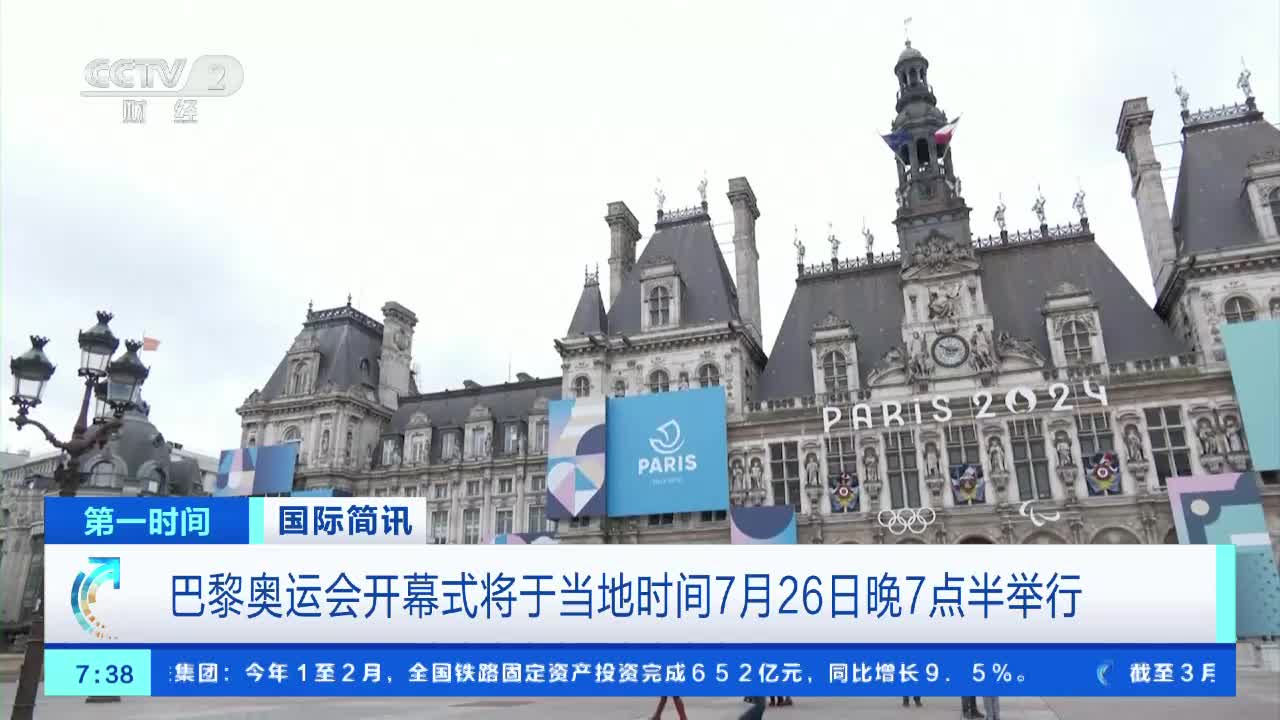 CCTV 2
财 经
PARIS 2024
PARIS
第一时间
国际简讯
巴黎奥运会开幕式将于当地时间7月26日晚7点半举行
7:38
集团：今年1至2月，全国铁路固定资产投资完成652亿元，同比增长9．5%。
截至3月